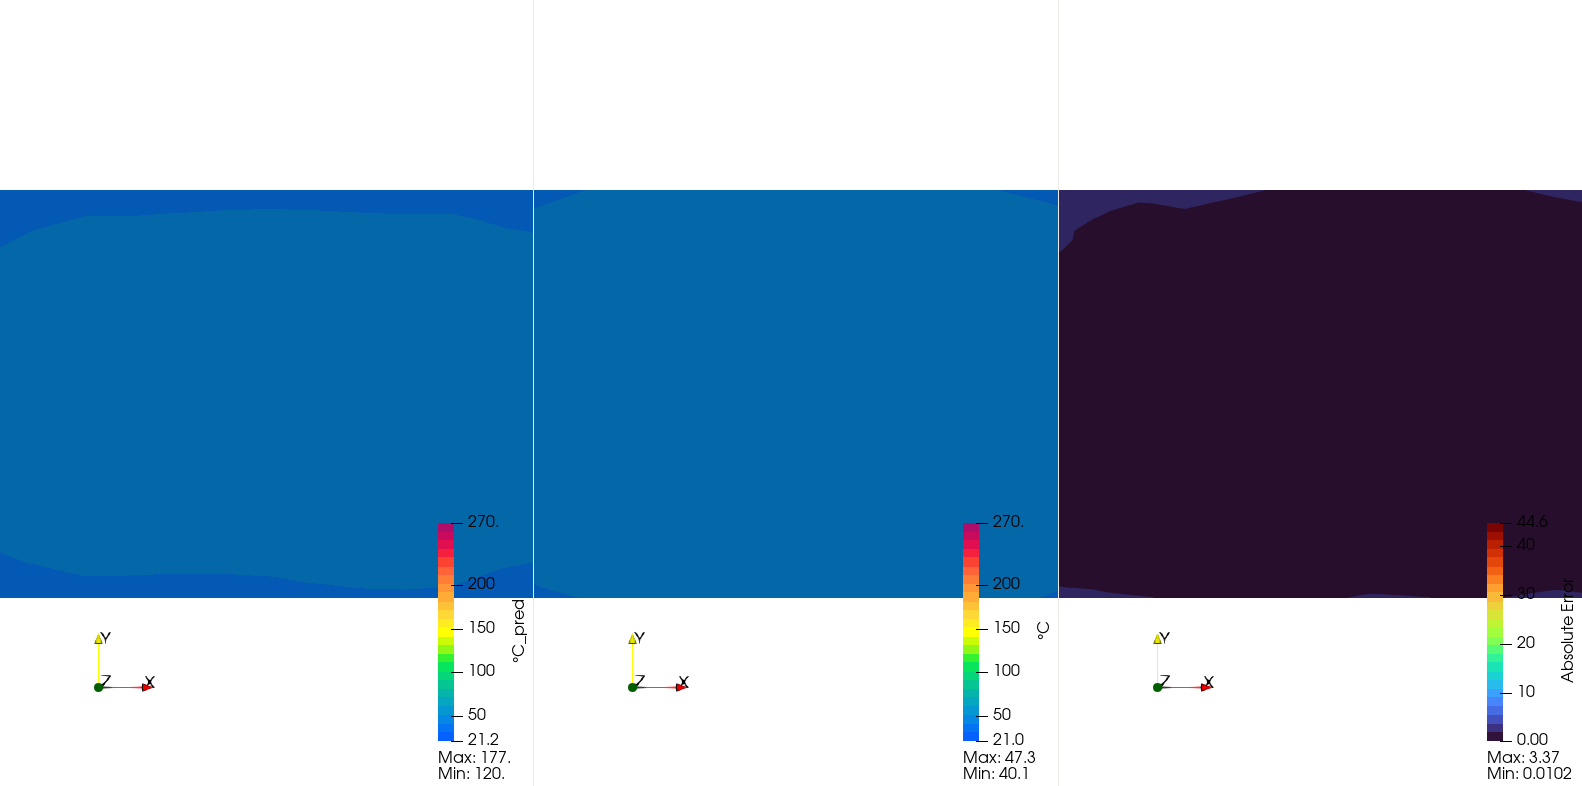 270.
200
150
100
50
21.2
°C_pred
Max: 177.
Min: 120.
Y
Z
X
270.
200
150
100
50
21.0
°C
Max: 47.3
Min: 40.1
Y
Z
X
44.6
40
30
20
10
0.00
Absolute Error
Max: 3.37
Min: 0.0102
Y
Z
X